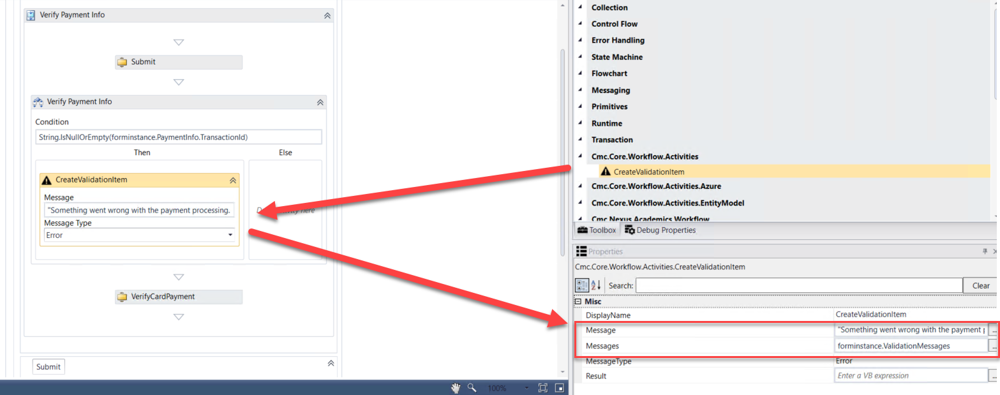 Verify Payment Info
Submit
Verify Payment Info
Condition
String.IsNullOrEmpty(forminstance.PaymentInfo.TransactionId)
Then
Else
CreateValidationItem
Message
"Something went wrong with the payment processing.
Message Type
Error
here
VerifyCardPayment
Submit
100%
Collection
Control Flow
Error Handling
State Machine
Flowchart
Messaging
Primitives
Runtime
Transaction
Cmc.Core.Workflow.Activities
CreateValidationItem
Cmc.Core.Workflow.Activities.Azure
Cmc.Core.Workflow.Activities.EntityModel
Cmc Nexus Academics Workflow
Toolbox Debug Properties
Properties
Cmc.Core.Workflow.Activities.CreateValidationItem
Search: Clear
Misc
DisplayName CreateValidationItem
Message "Something went wrong with the payment ...
Messages forminstance.ValidationMessages ...
MessageType Error
Result Enter a VB expression ...